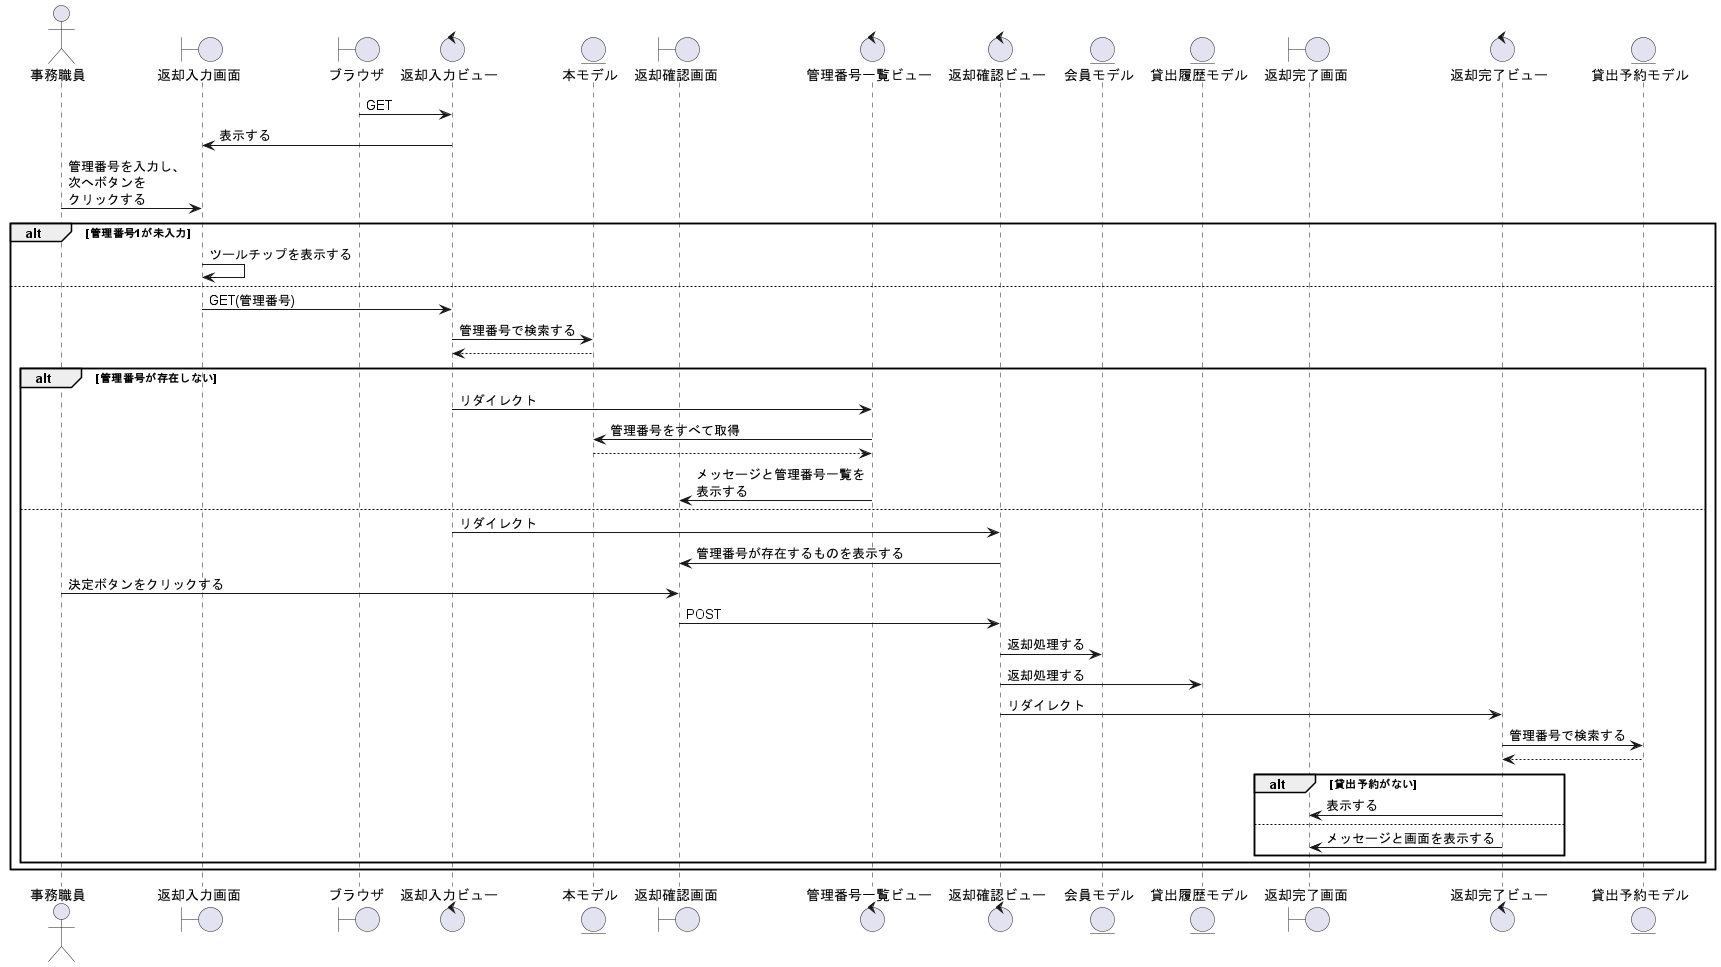 事務職員
返却入力画面
ブラウザ
返却入力ビュー
本モデル
返却確認画面
管理番号一覧ビュー
返却確認ビュー
会員モデル
貸出履歴モデル
返却完了画面
返却完了ビュー
貸出予約モデル
GET
表示する
管理番号を入力し、
次へボタンを
クリックする
alt
[管理番号1が未入力]
ツールチップを表示する
GET(管理番号)
管理番号で検索する
alt
[管理番号が存在しない]
リダイレクト
管理番号をすべて取得
メッセージと管理番号一覧を
表示する
リダイレクト
管理番号が存在するものを表示する
決定ボタンをクリックする
POST
返却処理する
返却処理する
リダイレクト
管理番号で検索する
alt
[貸出予約がない]
表示する
メッセージと画面を表示する
事務職員
返却入力画面
ブラウザ
返却入力ビュー
本モデル
返却確認画面
管理番号一覧ビュー
返却確認ビュー
会員モデル
貸出履歴モデル
返却完了画面
返却完了ビュー
貸出予約モデル